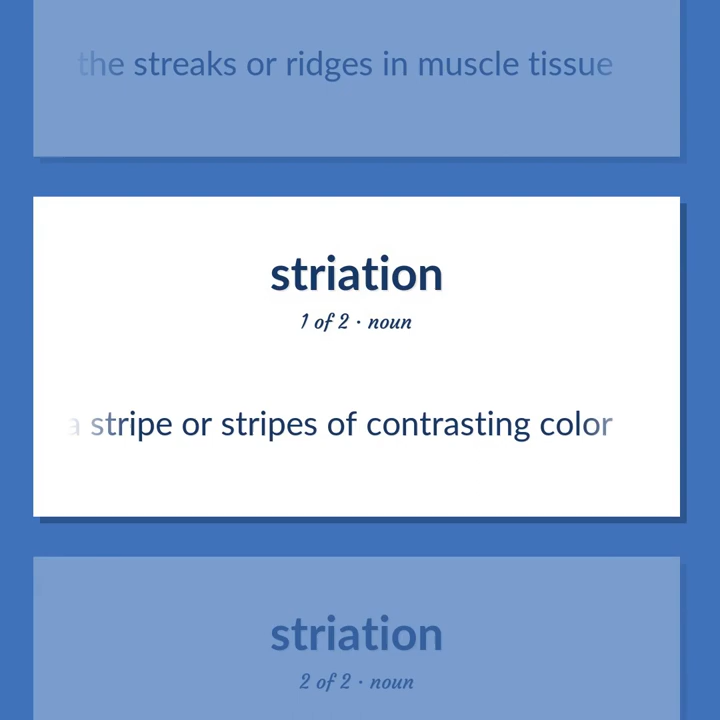 the streaks or ridges in muscle tissue
striation
1 of 2 · noun
a stripe or stripes of contrasting color
striation
2 of 2 · noun